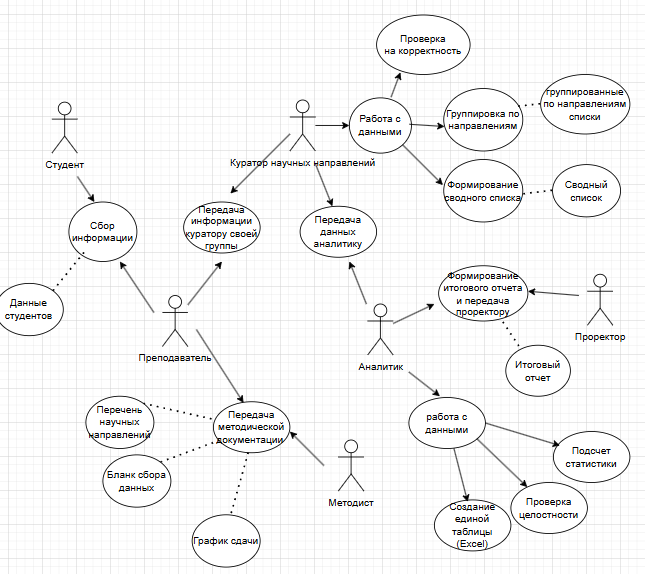 Проверка
на корректность
группированные
по направлениям
списки
Группировка по
направлениям
Работа с
данными
Студент
Куратор научных направлений
Формирование
сводного списка
Сводный
список
Сбор
информации
Передача
информации
куратору своей
группы
Передача
данных
аналитику
Формирование
итогового отчета
и передача
проректору
Данные
студентов
Проректор
Преподаватель
Аналитик
Итоговый
отчет
Перечень
научных
направлений
Передача
методической
документации
работа с
данными
Подсчет
статистики
Бланк сбора
данных
Методист
Проверка
целостности
Создание
единой
таблицы
(Excel)
График сдачи